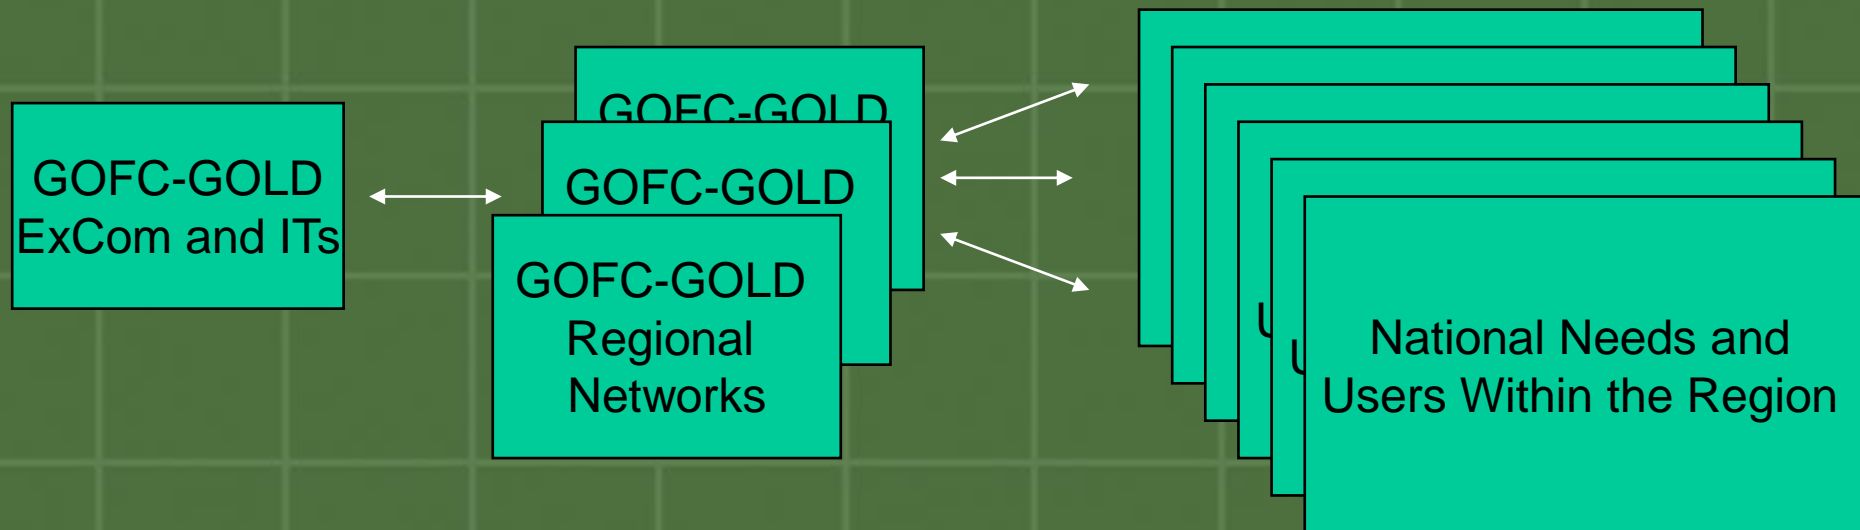 GOFC-GOLD
ExCom and ITs
GOFC-GOLD
GOFC-GOLD
GOFC-GOLD
Regional
Networks
National Needs and
Users Within the Region